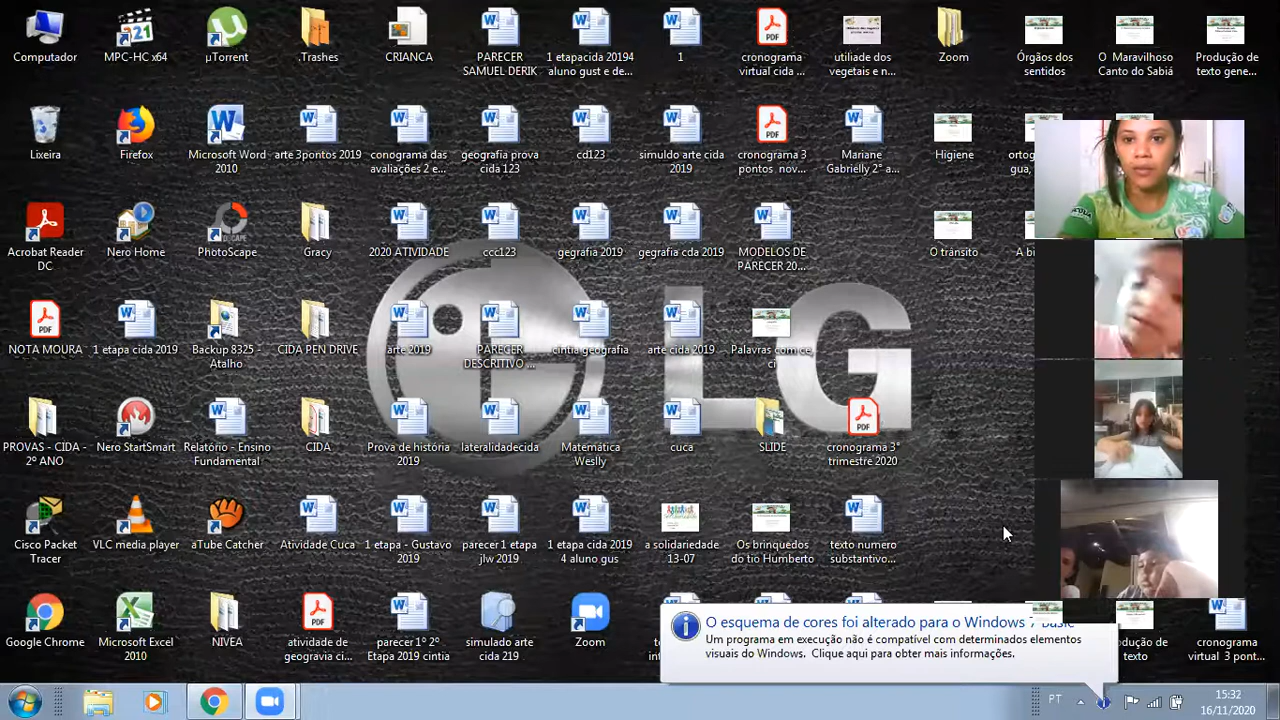 Computador
MPC-HC x64
µTorrent
.Trashes
CRIANCA
PARECER
SAMUEL DERIK
1 etapacida 20194
aluno gust e de...
1
cronograma
virtual cida ...
utiliade dos
vegetais e n...
Zoom
Órgãos dos
sentidos
O Maravilhoso
Canto do Sabiá
Produção de
texto gene...
Lixeira
Firefox
Microsoft Word
2010
arte 3pontos 2019
conograma das
avaliações 2 e...
geografia prova
cida 123
cd123
simuldo arte cida
2019
cronograma 3
pontos nov...
Mariane
Gabrielly 2° a...
Higiene
Acrobat Reader
DC
Nero Home
PhotoScape
Gracy
2020 ATIVIDADE
ccc123
gegrafia 2019
gegrafia cda 2019
MODELOS DE
PARECER 20...
O trânsito
NOTA MOURA
1 etapa cida 2019
Backup 8325 -
Atalho
CIDA PEN DRIVE
arte 2019
PARECER
DESCRITIVO ...
cintia geografia
arte cida 2019
Palavras com ce
ci
LG
PROVAS - CIDA -
2º ANO
Nero StartSmart
Relatório - Ensino
Fundamental
CIDA
Prova de história
2019
lateralidadecida
Matemática
Weslly
cuca
SLIDE
cronograma 3°
trimestre 2020
Cisco Packet
Tracer
VLC media player
aTube Catcher
Atividade Cuca
1 etapa - Gustavo
2019
parecer 1 etapa
jlw 2019
1 etapa cida 2019
4 aluno gus
a solidariedade
13-07
Os brinquedos
do tio Humberto
texto numero
substantivo...
Google Chrome
Microsoft Excel
2010
NIVEA
atividade de
geogravia ci...
parecer 1º 2º
Etapa 2019 cintia
simulado arte
cida 219
Zoom
texto
cronograma
virtual 3 pont...
O esquema de cores foi alterado para o Windows 7 Basic
Um programa em execução não é compatível com determinados elementos
visuais do Windows. Clique aqui para obter mais informações.
PT
15:32
16/11/2020